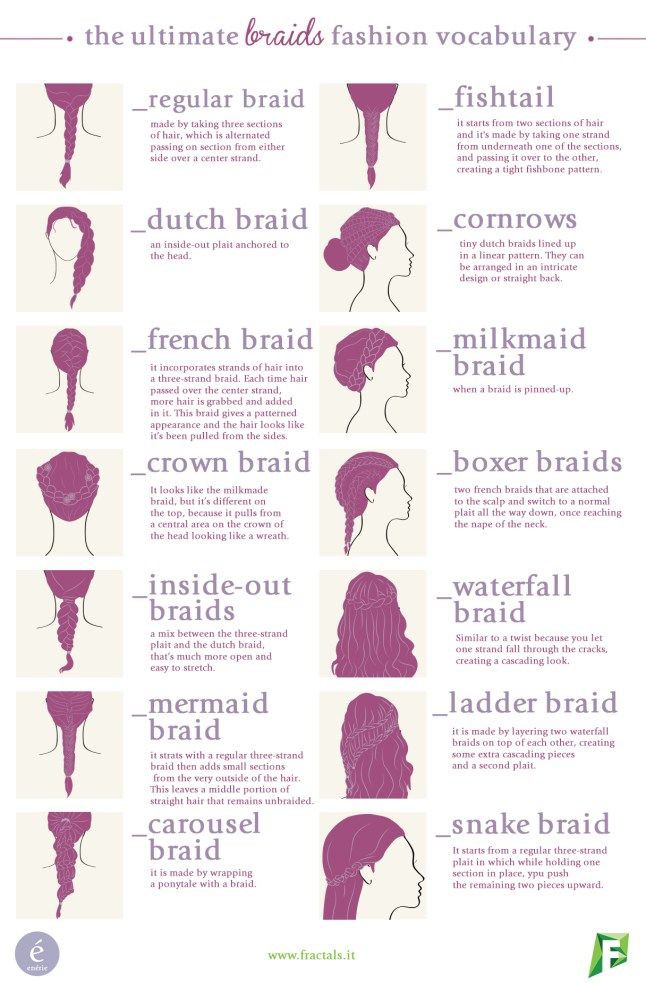 the ultimate braids fashion vocabulary
_regular braid
made by taking three sections
of hair, which is alternated
passing on section from either
side over a center strand.
_fishtail
it starts from two sections of hair
and it's made by taking one strand
from underneath one of the sections,
and passing it over to the other,
creating a tight fishbone pattern.
_dutch braid
an inside-out plait anchored to
the head.
_cornrows
tiny dutch braids lined up
in a linear pattern. They can
be arranged in an intricate
design or straight back.
_french braid
it incorporates strands of hair into
a three-strand braid. Each time hair
passed over the center strand,
more hair is grabbed and added
in it. This braid gives a patterned
appearance and the hair looks like
it's been pulled from the sides.
_milkmaid
braid
when a braid is pinned-up.
_crown braid
It looks like the milkmade
braid, but it's different on
the top, because it pulls from
a central area on the crown of
the head looking like a wreath.
_boxer braids
two french braids that are attached
to the scalp and switch to a normal
plait all the way down, once reaching
the nape of the neck.
_inside-out
braids
a mix between the three-strand
plait and the dutch braid,
that's much more open and
easy to stretch.
_waterfall
braid
Similar to a twist because you let
one strand fall through the cracks,
creating a cascading look.
_mermaid
braid
it strats with a regular three-strand
braid then adds small sections
from the very outside of the hair.
This leaves a middle portion of
straight hair that remains unbraided.
_ladder braid
it is made by layering two waterfall
braids on top of each other, creating
some extra cascading pieces
and a second plait.
_carousel
braid
it is made by wrapping
a ponytale with a braid.
_snake braid
It starts from a regular three-strand
plait in which while holding one
section in place, ypu push
the remaining two pieces upward.
é
enérie
www.fractals.it
F